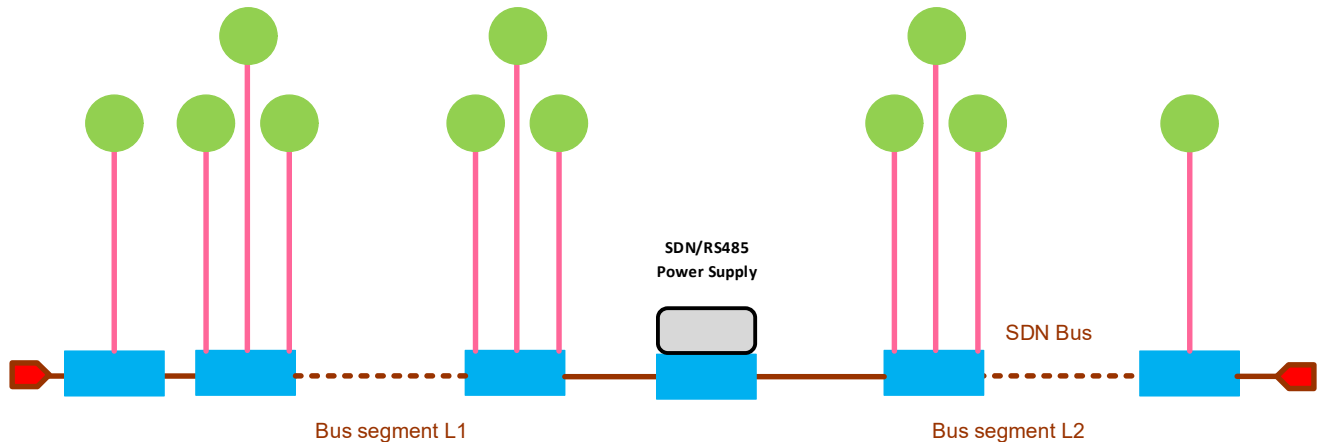 SDN/RS485
Power Supply
SDN Bus
Bus segment L1
Bus segment L2